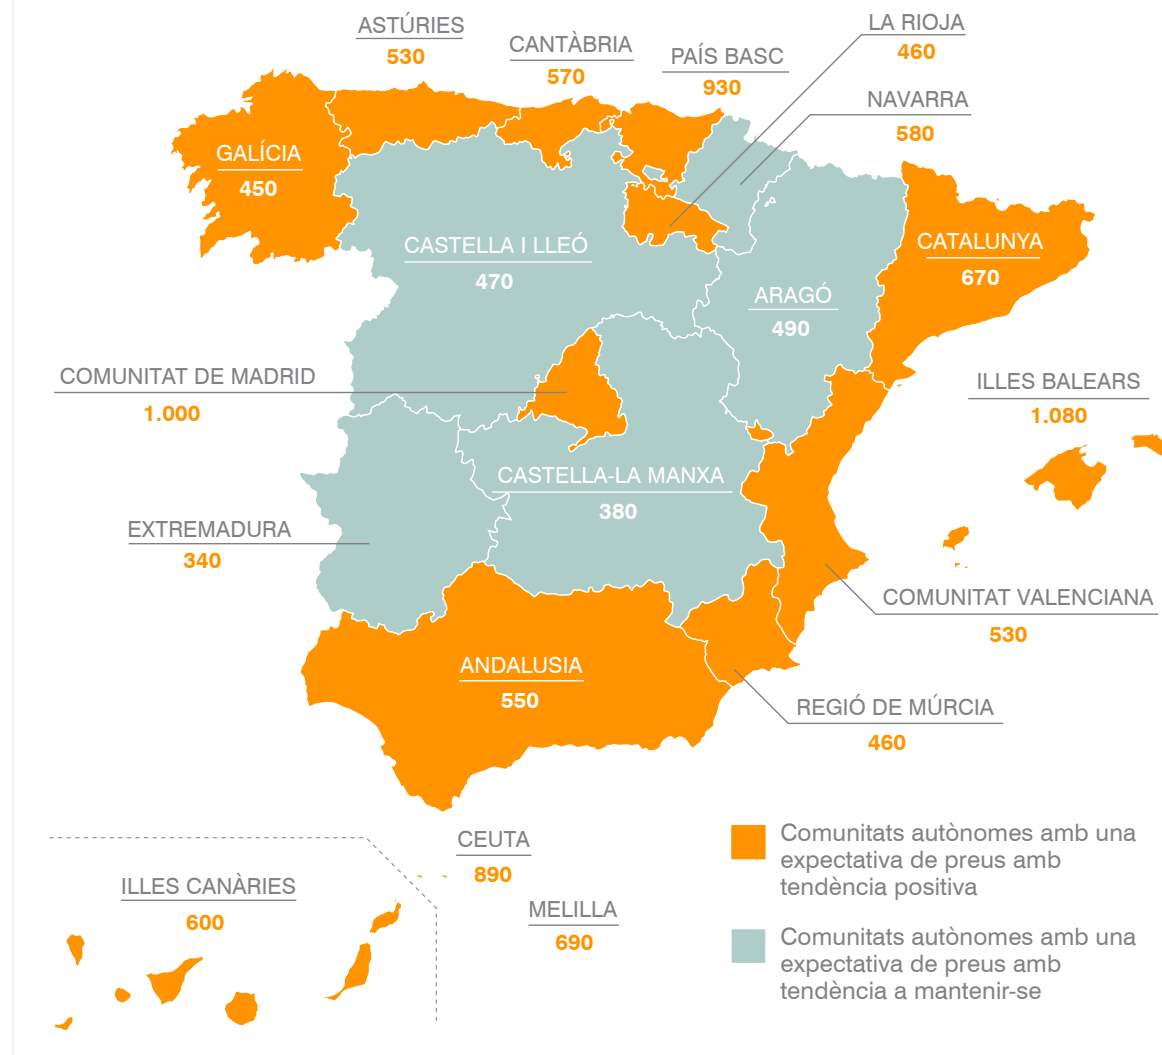 ASTÚRIES
530
CANTÀBRIA
570
PAÍS BASC
930
LA RIOJA
460
NAVARRA
580
GALÍCIA
450
CASTELLA I LLEÓ
470
CATALUNYA
670
ARAGÓ
490
COMUNITAT DE MADRID
1.000
ILLES BALEARS
1.080
CASTELLA-LA MANXA
380
EXTREMADURA
340
COMUNITAT VALENCIANA
530
ANDALUSIA
550
REGIÓ DE MÚRCIA
460
CEUTA
890
ILLES CANÀRIES
600
MELILLA
690
Comunitats autònomes amb una
expectativa de preus amb
tendència positiva
Comunitats autònomes amb una
expectativa de preus amb
tendència a mantenir-se